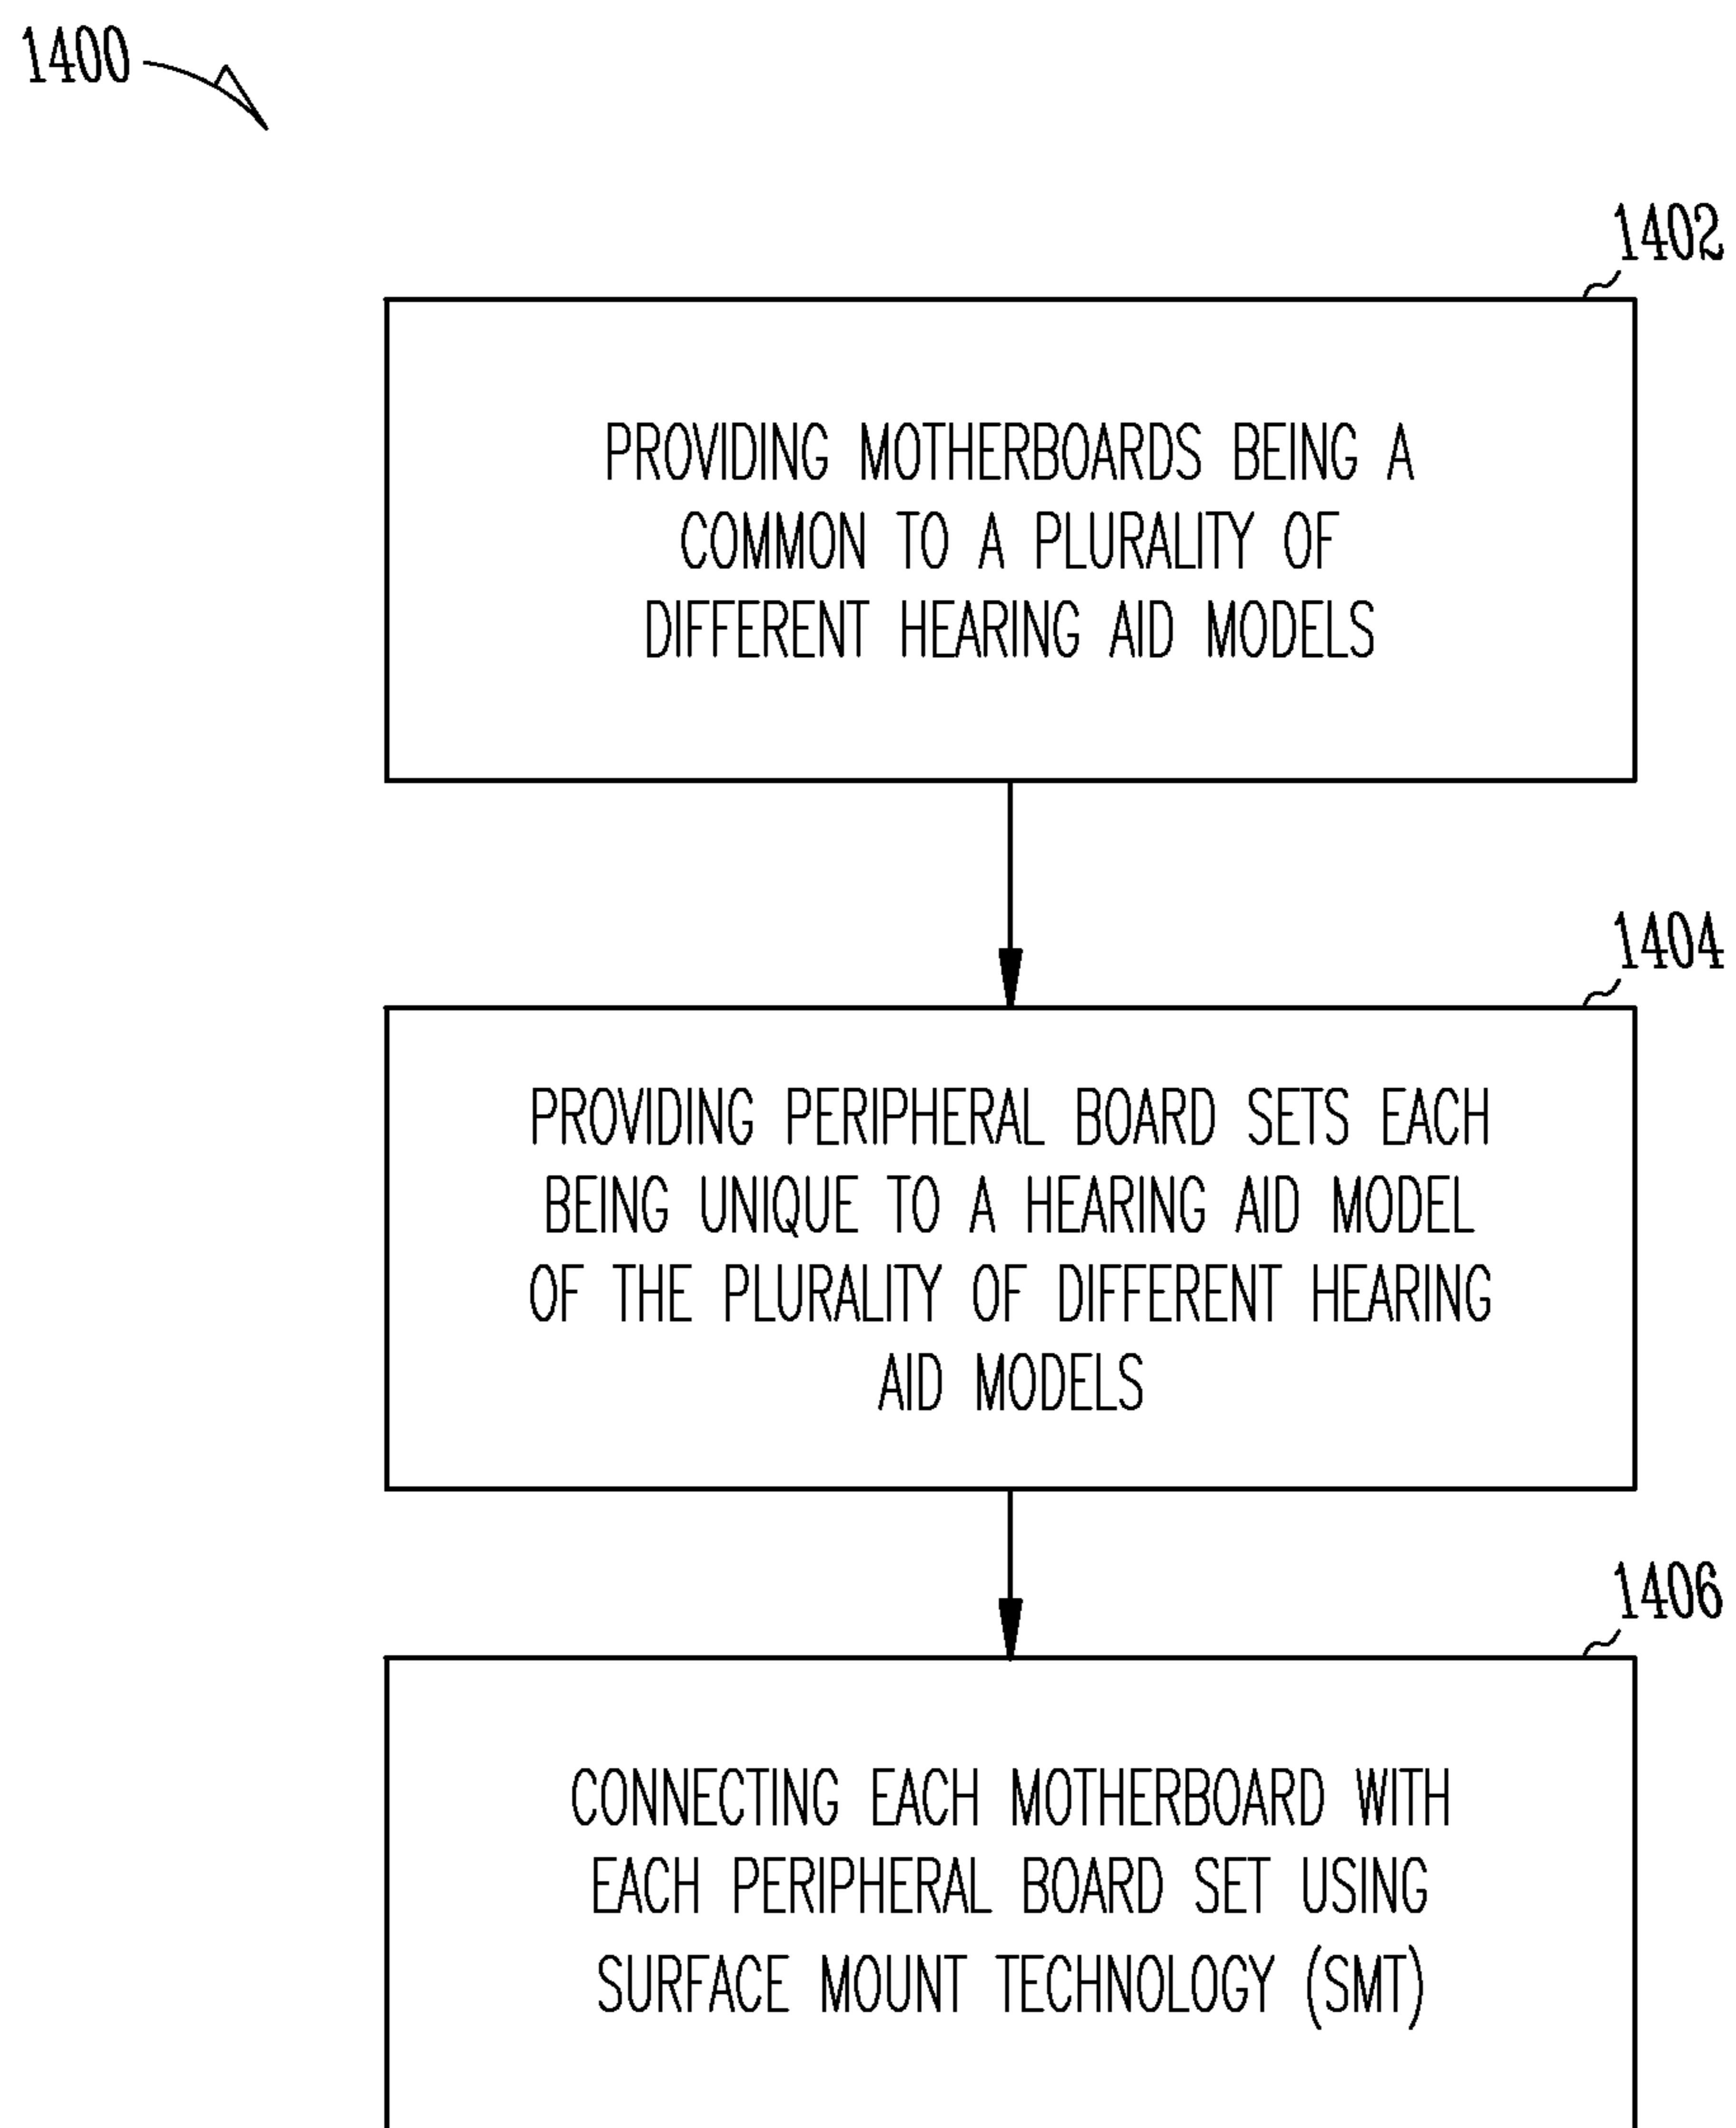 1400
1402
PROVIDING MOTHERBOARDS BEING A
COMMON TO A PLURALITY OF
DIFFERENT HEARING AID MODELS
1404
PROVIDING PERIPHERAL BOARD SETS EACH
BEING UNIQUE TO A HEARING AID MODEL
OF THE PLURALITY OF DIFFERENT HEARING
AID MODELS
1406
CONNECTING EACH MOTHERBOARD WITH
EACH PERIPHERAL BOARD SET USING
SURFACE MOUNT TECHNOLOGY (SMT)